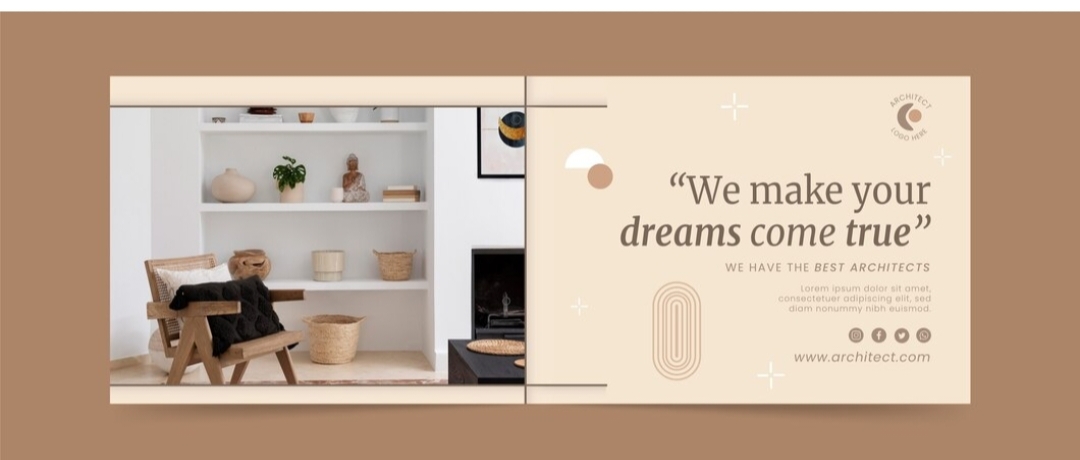 ARCHITECT
LOGO HERE
“We make your
dreams come true”
WE HAVE THE BEST ARCHITECTS
Lorem ipsum dolor sit amet,
consectetuer adipiscing elit, sed
diam nonummy nibh euismod.
www.architect.com